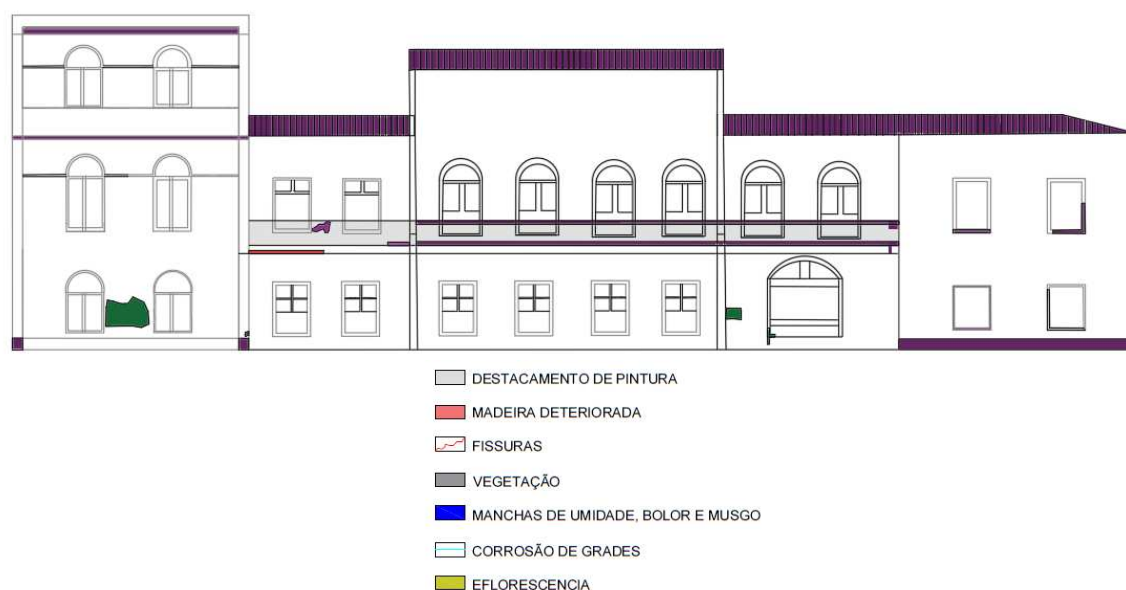 DESTACAMENTO DE PINTURA
MADEIRA DETERIORADA
FISSURAS
VEGETAÇÃO
MANCHAS DE UMIDADE, BOLOR E MUSGO
CORROSÃO DE GRADES
EFLORESCENCIA